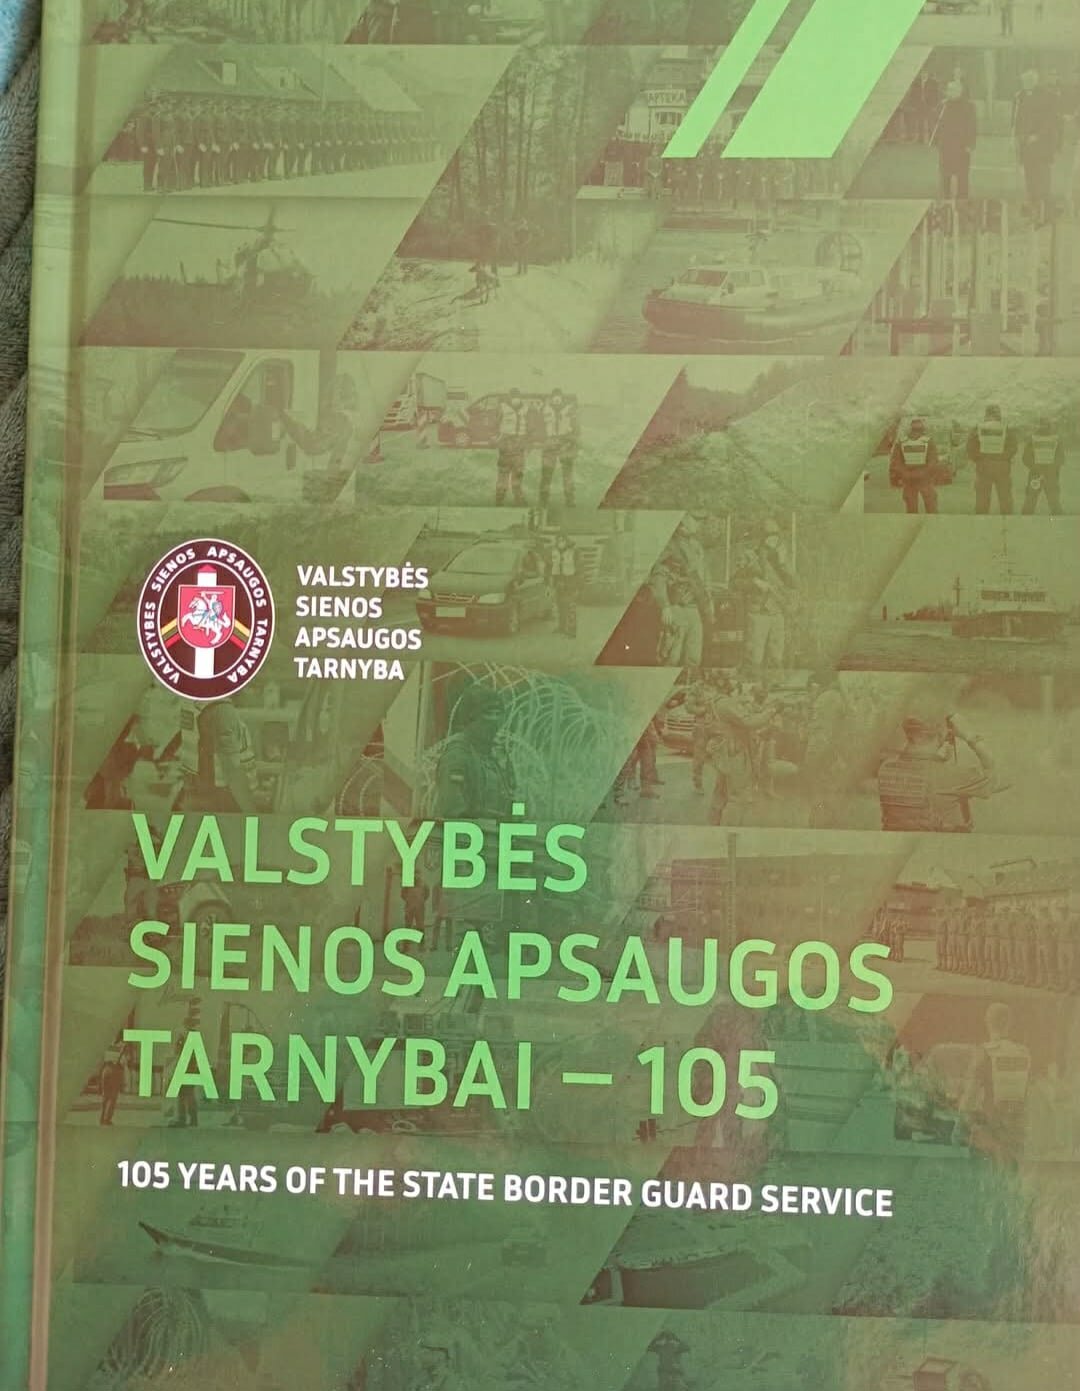 APTEKA
VALSTYBĖS SIENOS APSAUGOS TARNYBA
VALSTYBĖS
SIENOS
APSAUGOS
TARNYBA
VALSTYBĖS
SIENOS APSAUGOS
TARNYBAI – 105
105 YEARS OF THE STATE BORDER GUARD SERVICE